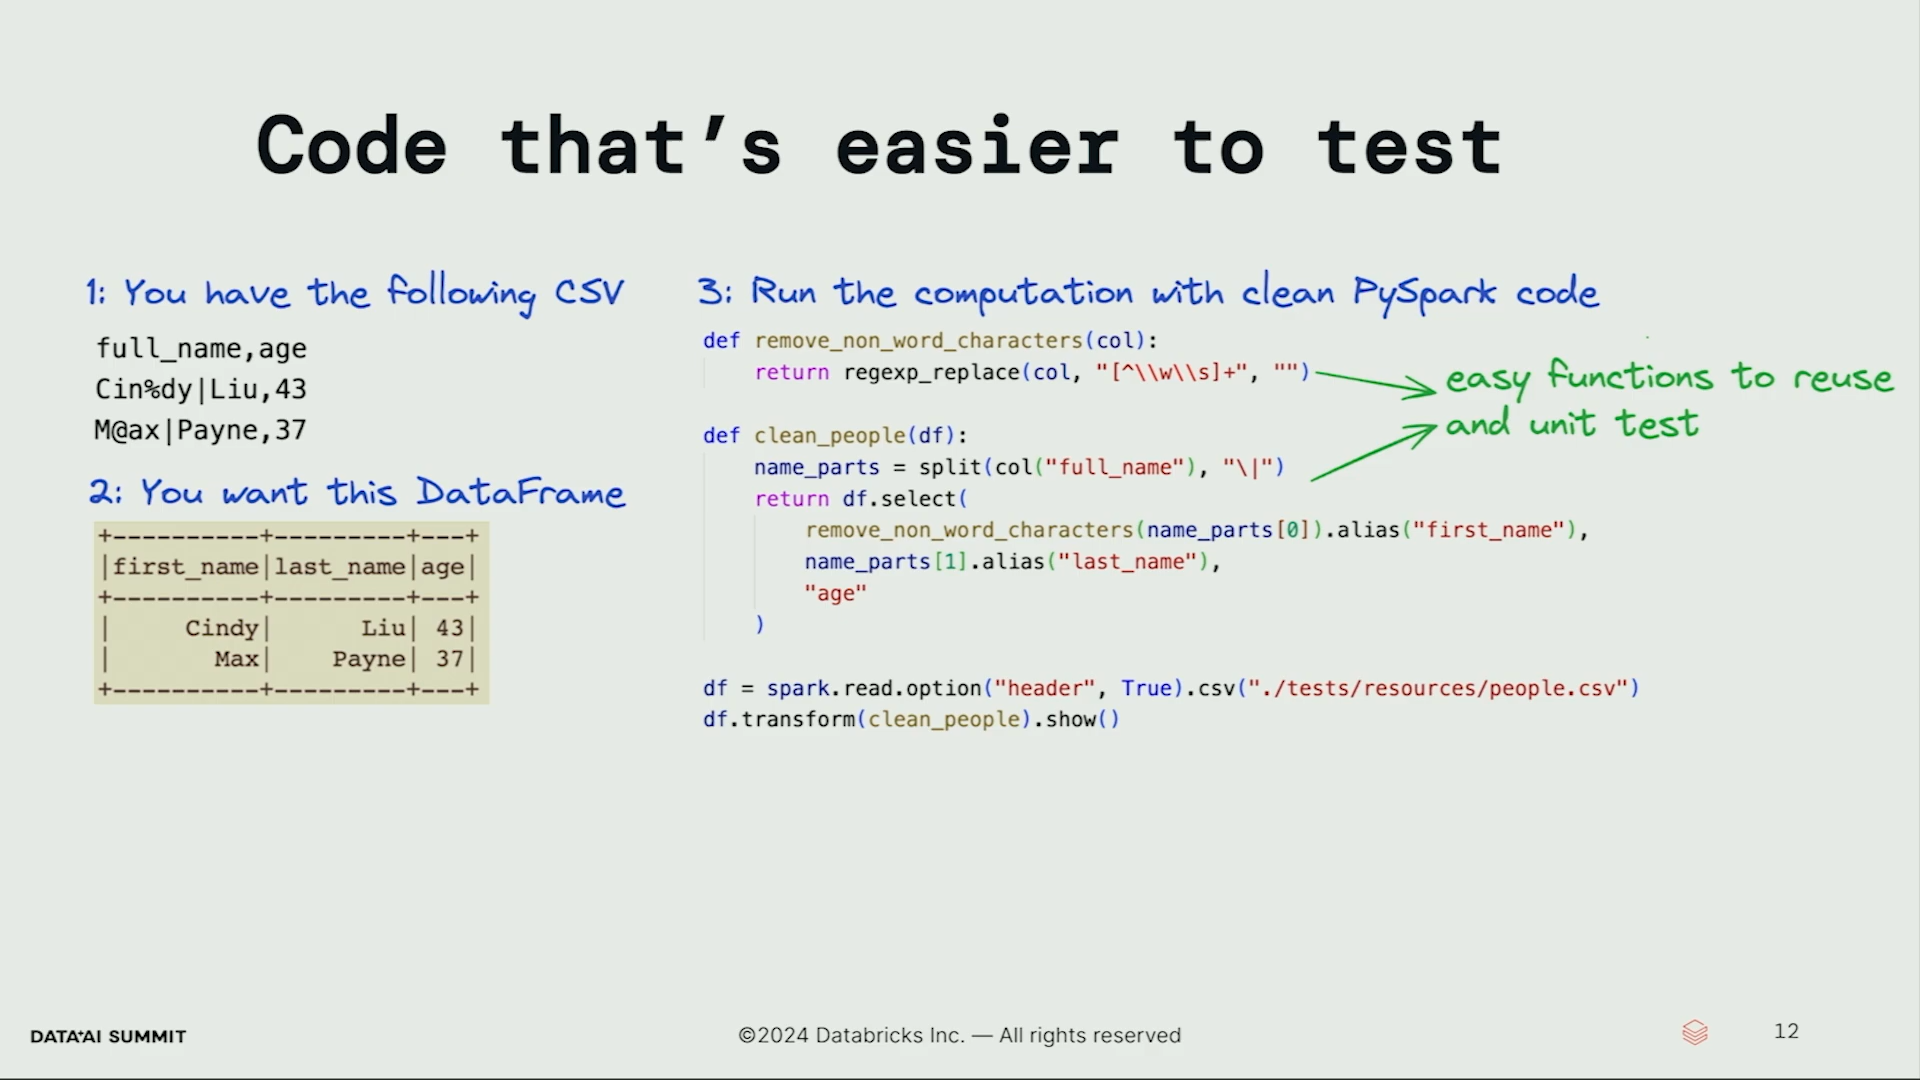 Code that’s easier to test
1: You have the following CSV
full_name,age
Cin%dy|Liu,43
M@ax|Payne,37
2: You want this DataFrame
+----------+---------+---+
|first_name|last_name|age|
+----------+---------+---+
|     Cindy|      Liu| 43|
|       Max|    Payne| 37|
+----------+---------+---+
3: Run the computation with clean PySpark code
def remove_non_word_characters(col):
    return regexp_replace(col, "[^\\w\\s]+", "")
def clean_people(df):
    name_parts = split(col("full_name"), "\|")
    return df.select(
        remove_non_word_characters(name_parts[0]).alias("first_name"),
        name_parts[1].alias("last_name"),
        "age"
    )
df = spark.read.option("header", True).csv("./tests/resources/people.csv")
df.transform(clean_people).show()
easy functions to reuse
and unit test
DATA+AI SUMMIT
©2024 Databricks Inc. — All rights reserved
12